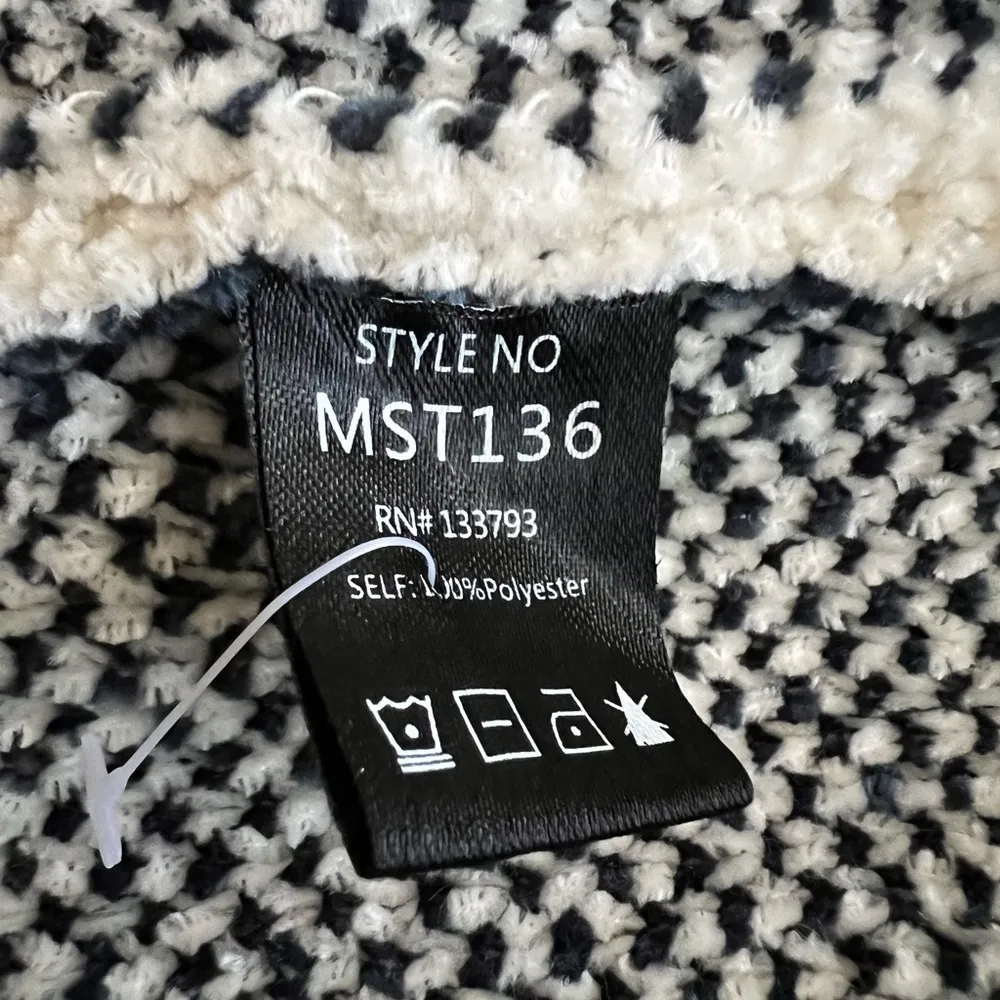 STYLE NO
MST136
RN# 133793
SELF: 100%Polyester